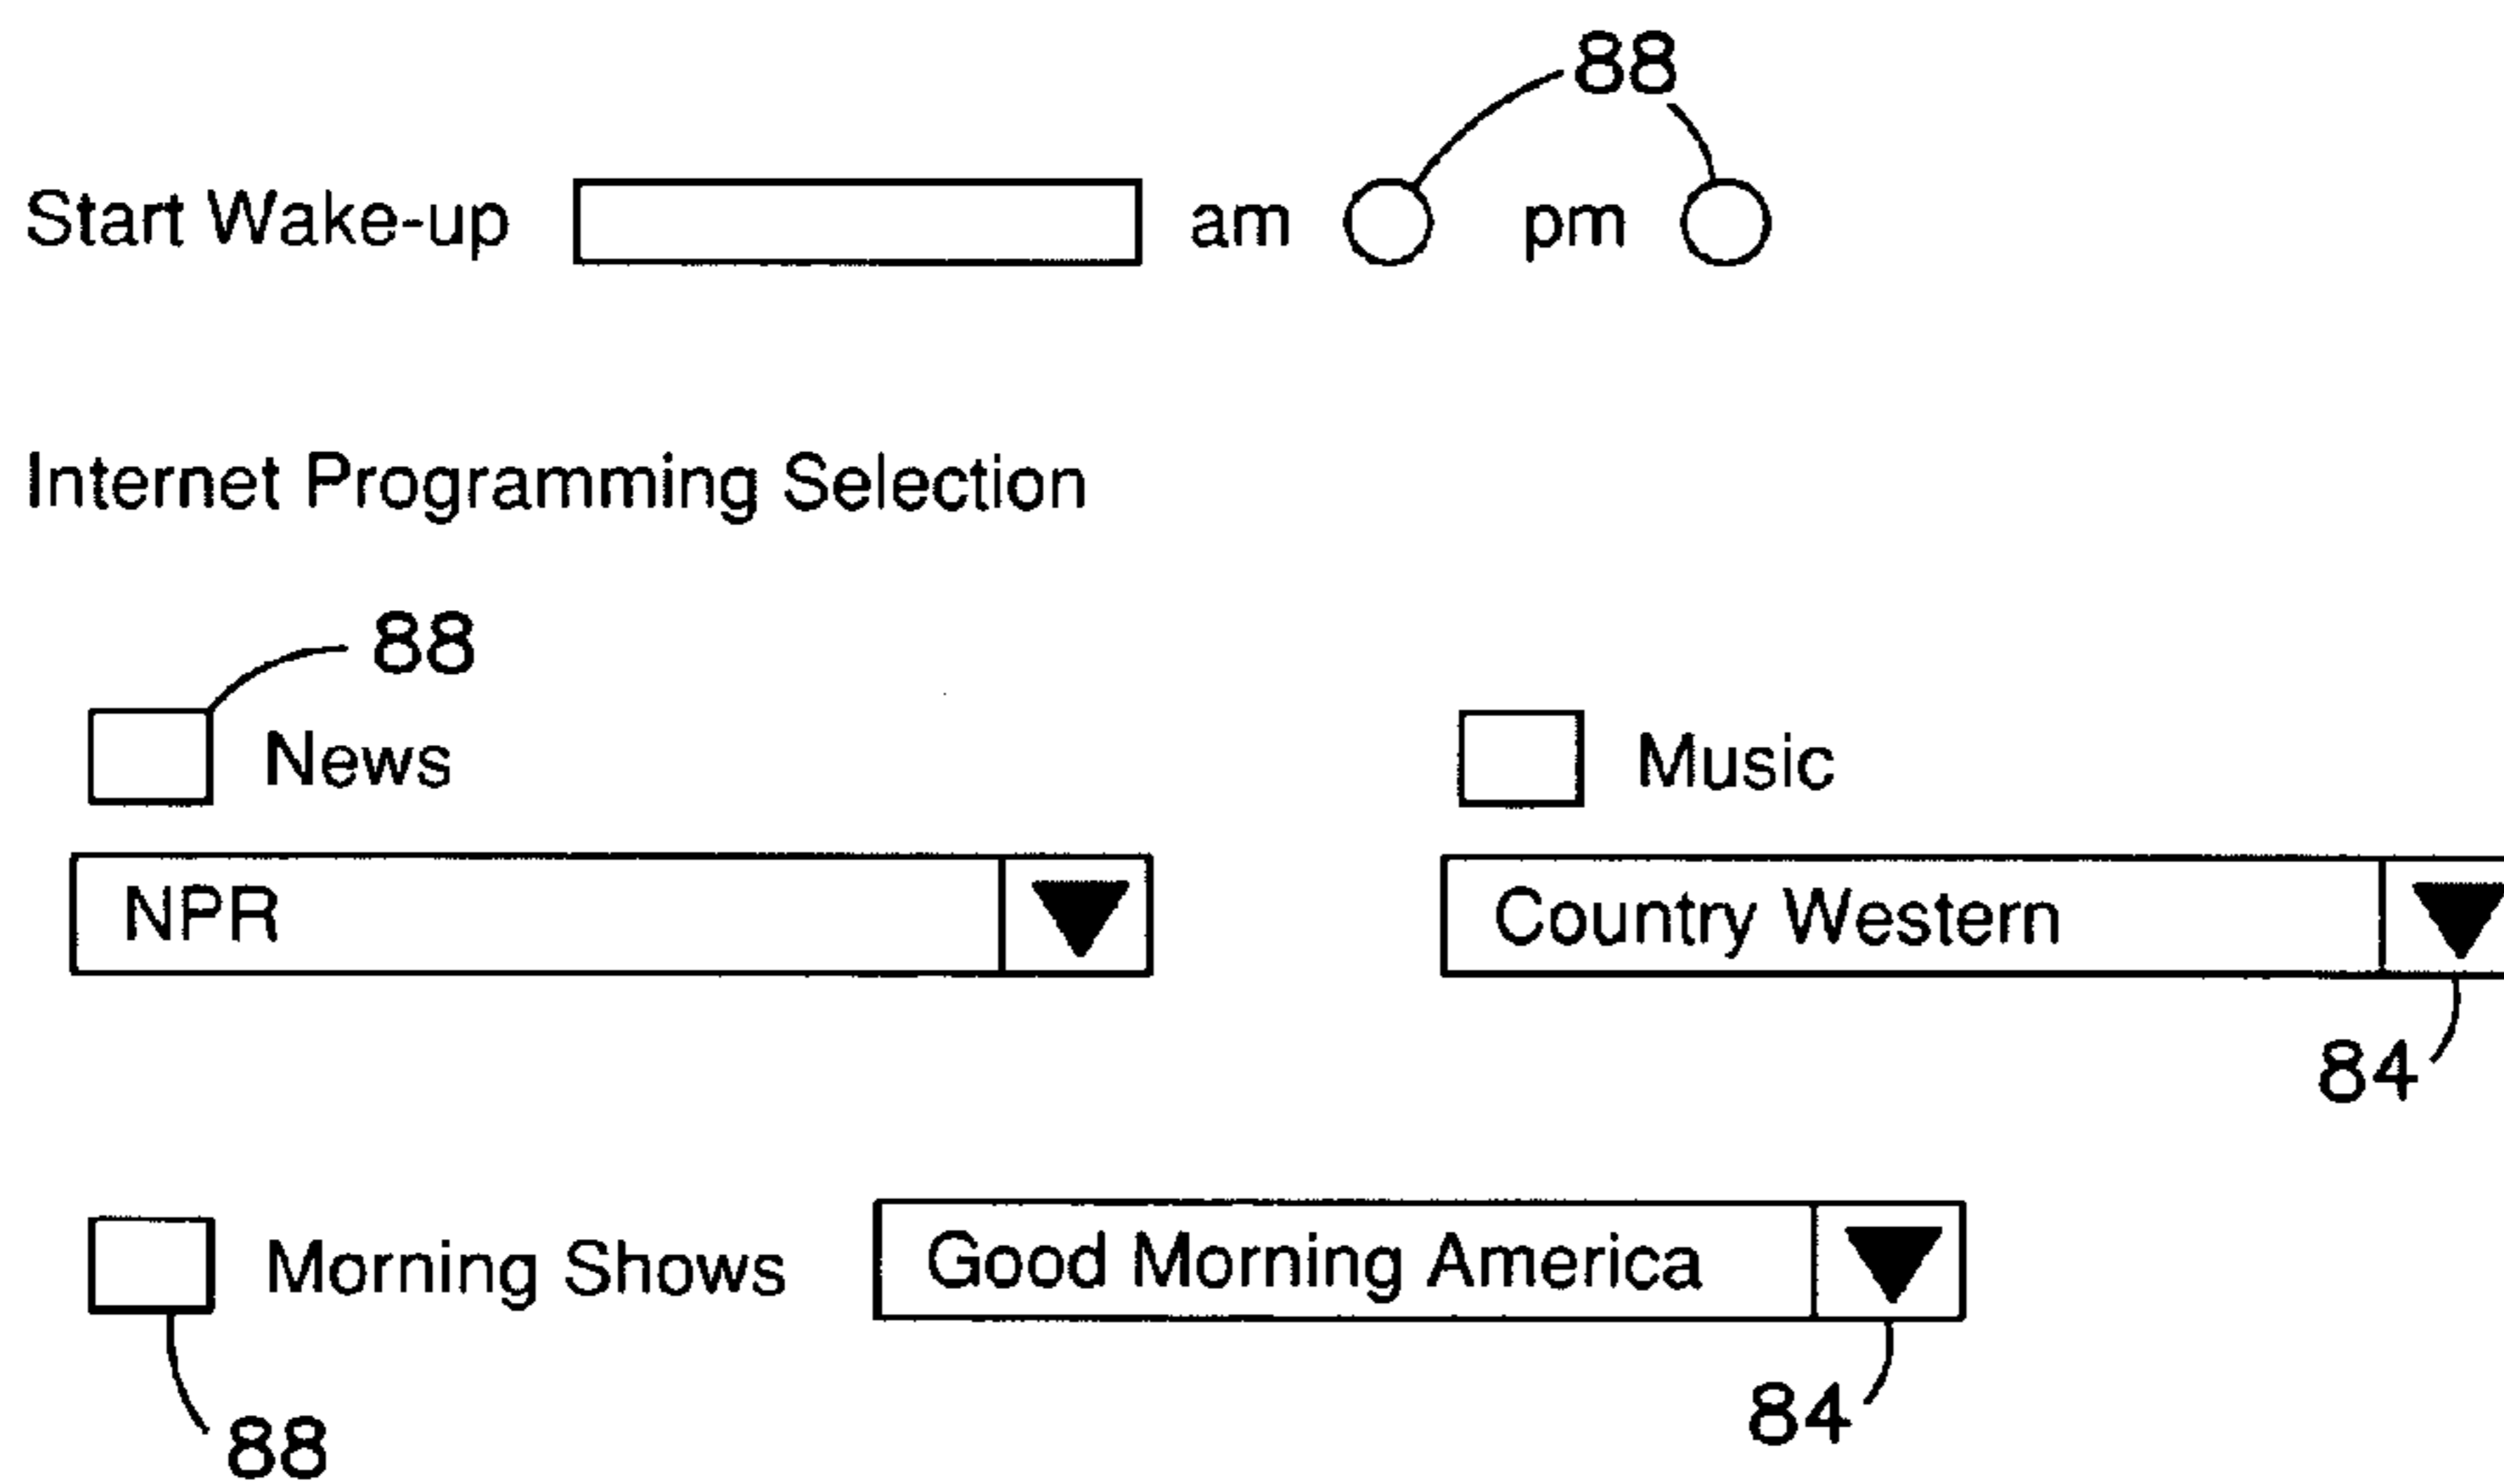 88
Start Wake-up am pm
Internet Programming Selection
88
News Music
NPR Country Western
84
Morning Shows Good Morning America
84
88